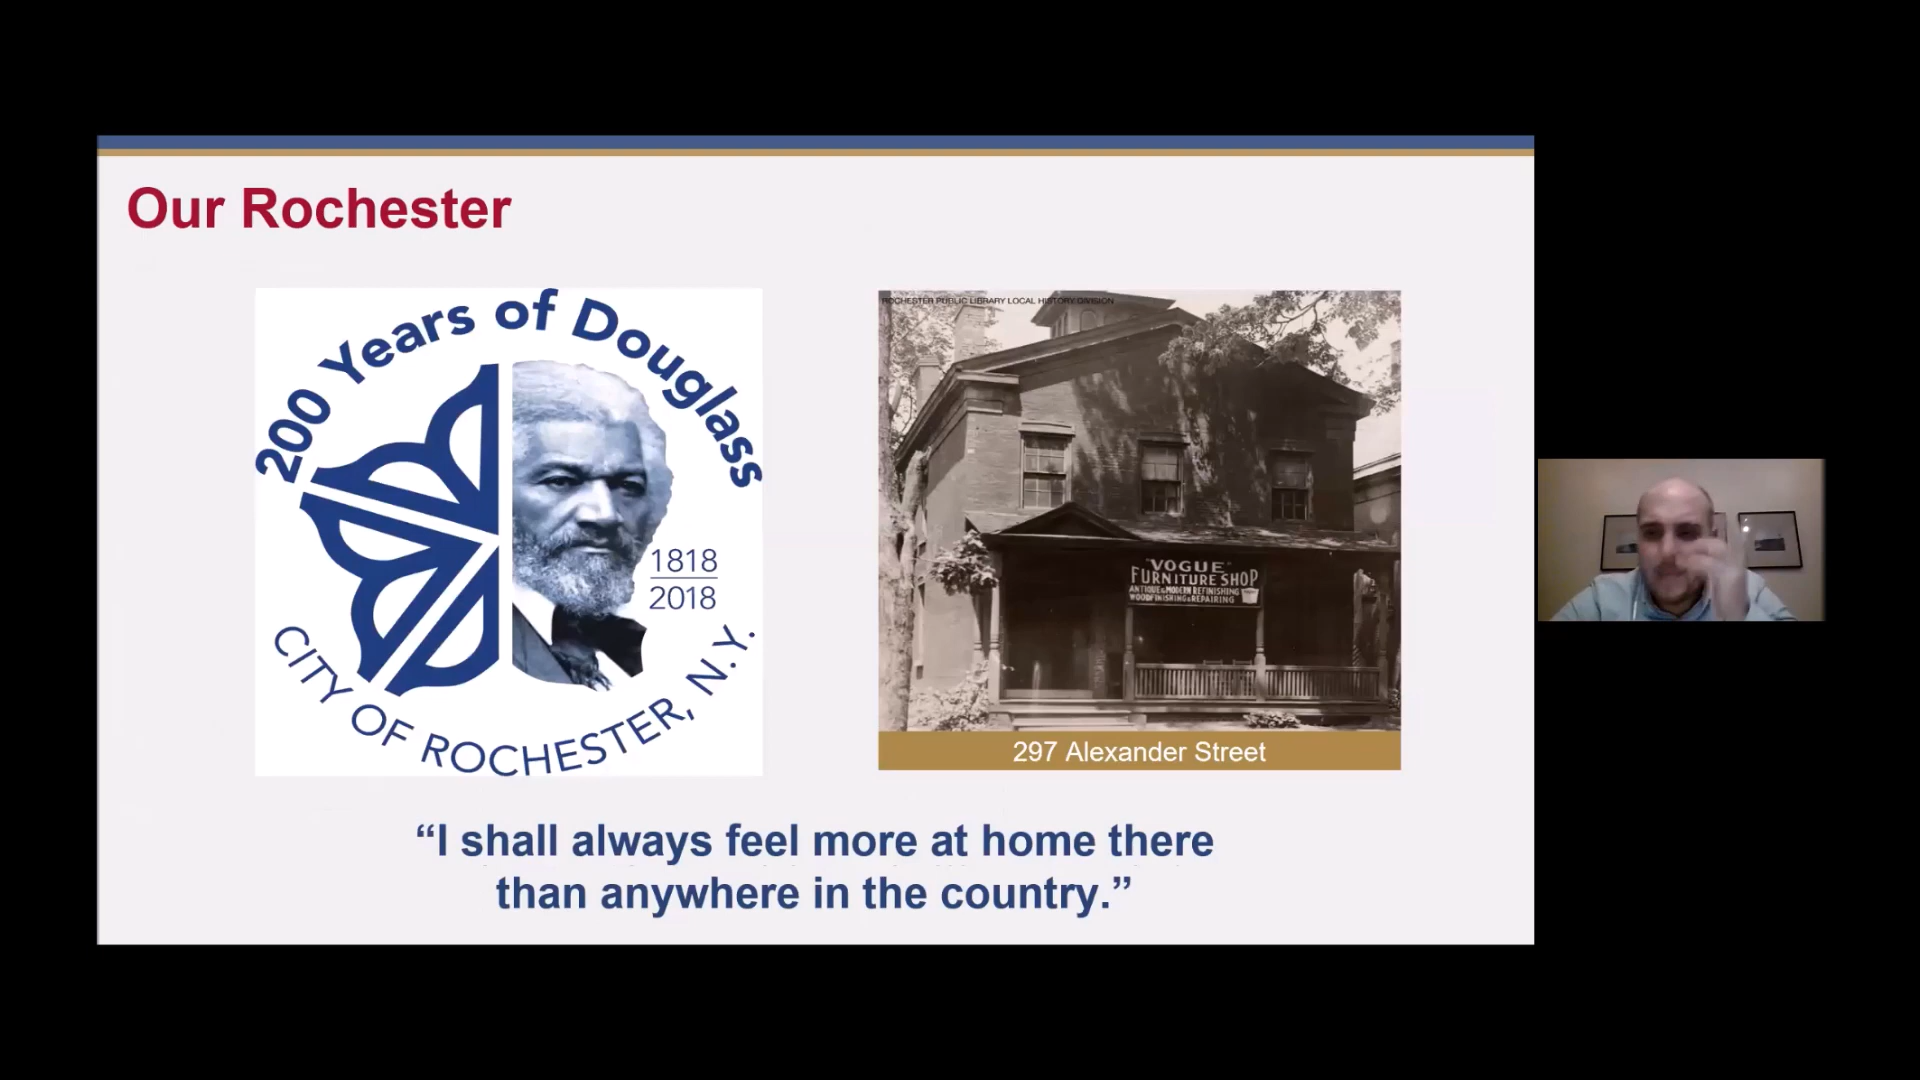 Our Rochester
200 Years of Douglass
1818
2018
CITY OF ROCHESTER, N.Y.
ROCHESTER PUBLIC LIBRARY LOCAL HISTORY DIVISION
"VOGUE"
FURNITURE SHOP
ANTIQUE & MODERN REFINISHING
WOODFINISHING & REPAIRING
297 Alexander Street
“I shall always feel more at home there
than anywhere in the country.”